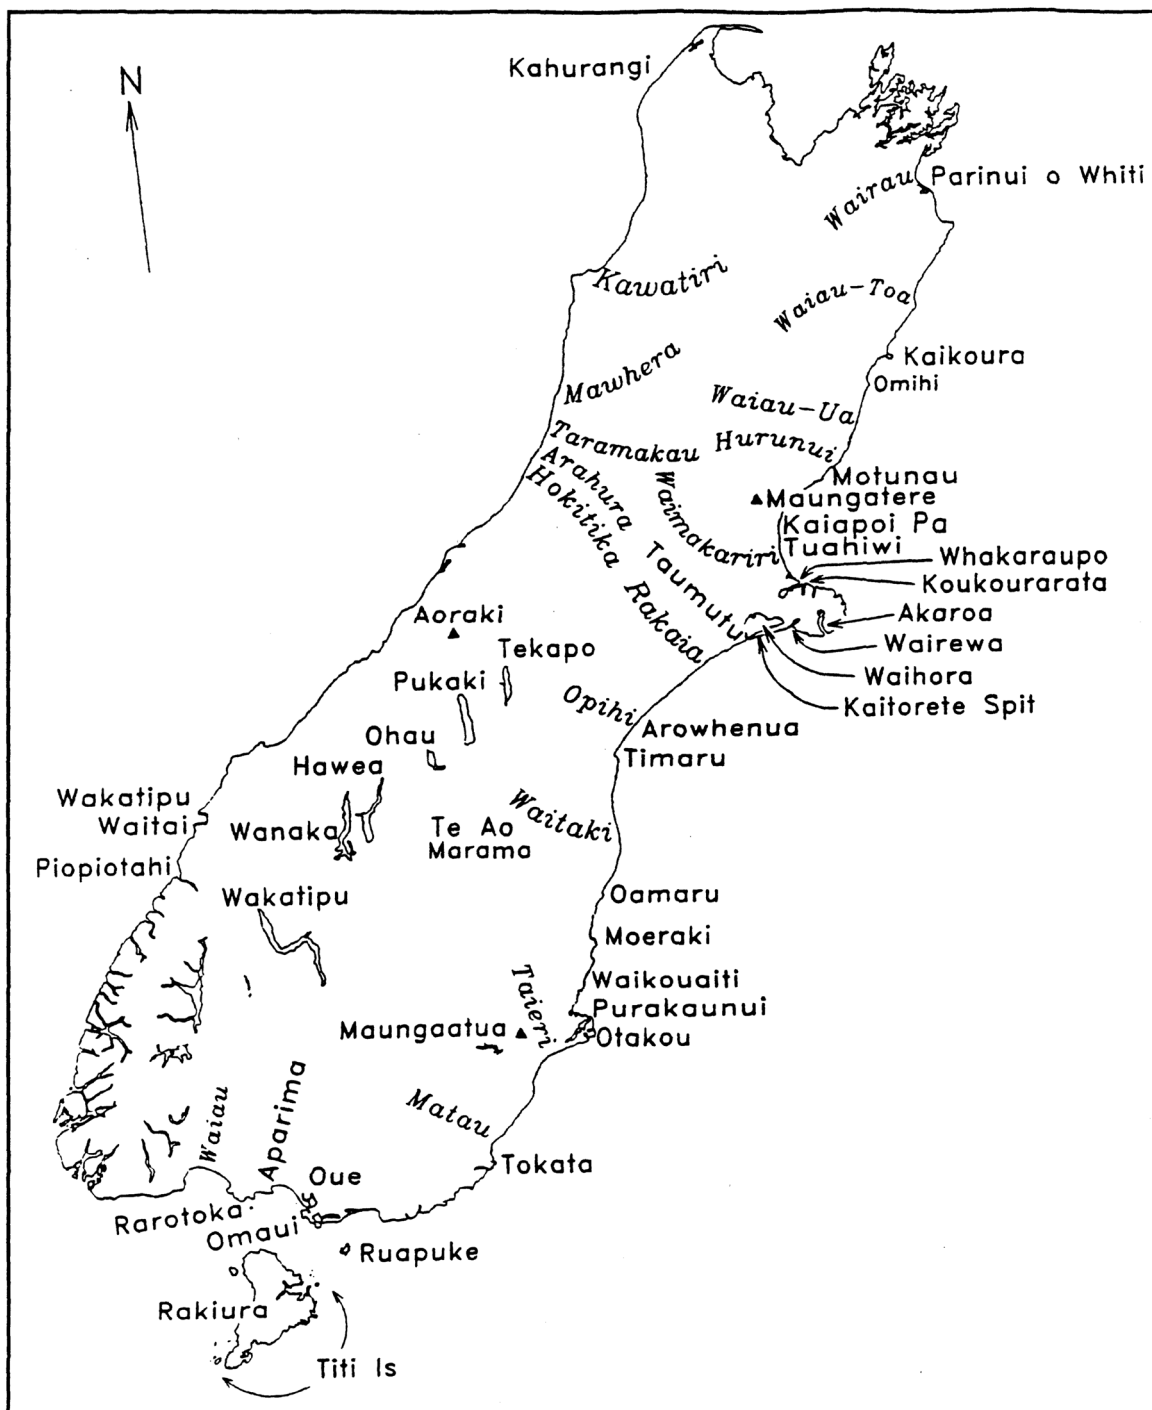 Kahurangi
N
Parinui o Whiti
Wairau
Kawatiri
Waiau-Toa
Kaikoura
Omihi
Mawhera
Waiau-Ua
Taramakau
Hurunui
Arahura
Hokitika
Waimakariri
Motunau
Maungatere
Kaiapoi Pa
Tuahiwi
Whakaraupo
Koukourarata
Taumutu
Rakaia
Akaroa
Wairewa
Waihora
Kaitorete Spit
Aoraki
Tekapo
Pukaki
Opihi
Arowhenua
Ohau
Timaru
Hawea
Wakatipu
Waitai
Wanaka
Te Ao
Marama
Waitaki
Piopiotahi
Wakatipu
Oamaru
Moeraki
Waikouaiti
Purakaunui
Otakou
Taieri
Maungaatua
Matau
Waiau
Aparima
Tokata
Oue
Rarotoka
Omaui
Ruapuke
Rakiura
Titi Is